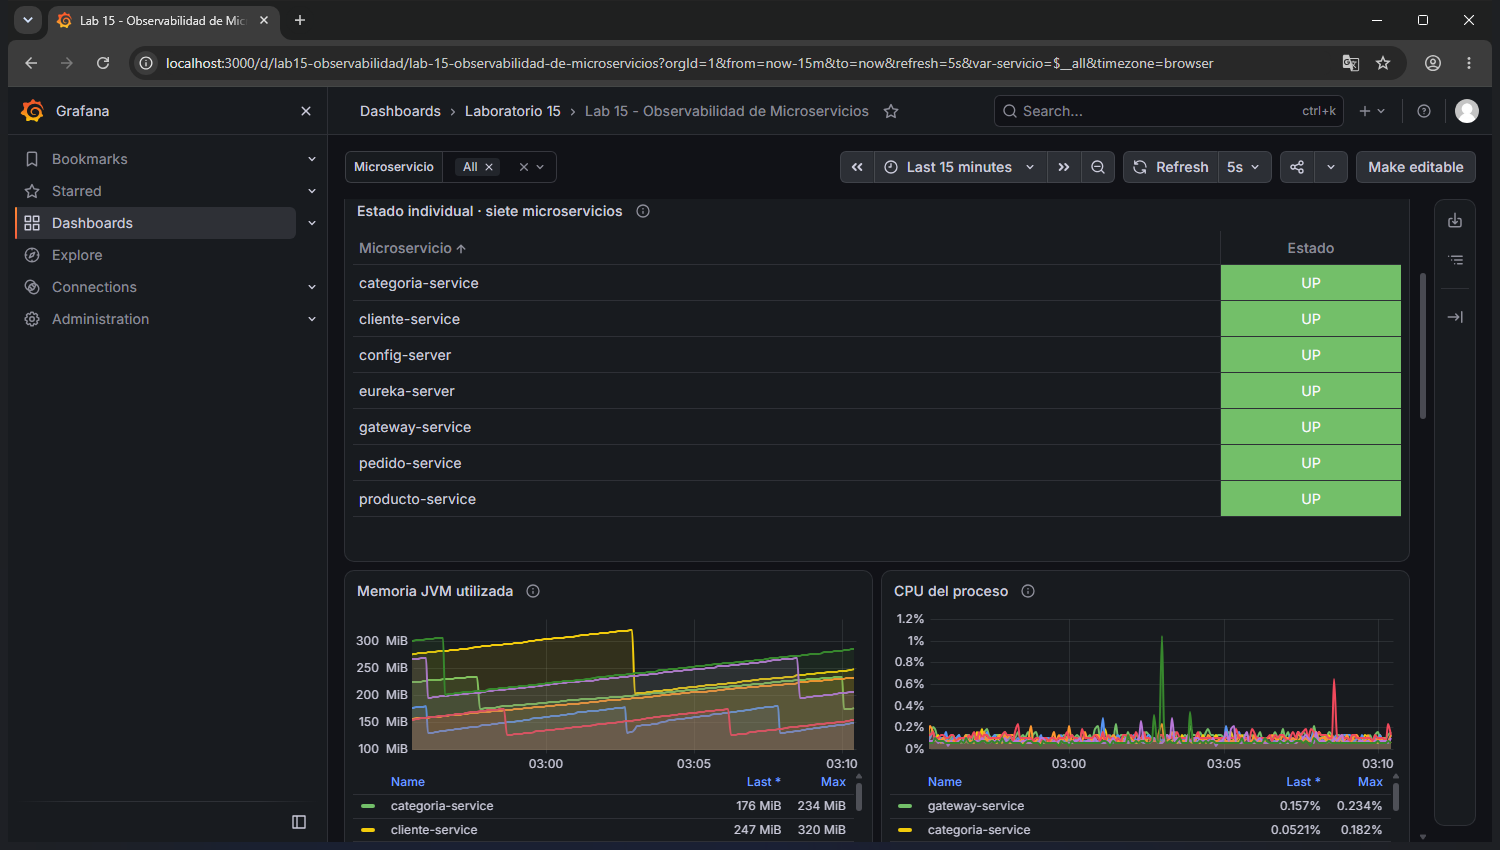 Lab 15 - Observabilidad de Mic
localhost:3000/d/lab15-observabilidad/lab-15-observabilidad-de-microservicios?orgId=1&from=now-15m&to=now&refresh=5s&var-servicio=$__all&timezone=browser
Grafana
Dashboards › Laboratorio 15 › Lab 15 - Observabilidad de Microservicios
Search... ctrl+k
Bookmarks
Starred
Dashboards
Explore
Connections
Administration
Microservicio All
Last 15 minutes
Refresh 5s
Make editable
Estado individual · siete microservicios
Microservicio Estado
categoria-service UP
cliente-service UP
config-server UP
eureka-server UP
gateway-service UP
pedido-service UP
producto-service UP
Memoria JVM utilizada
300 MiB
250 MiB
200 MiB
150 MiB
100 MiB
03:00 03:05 03:10
Name Last * Max
categoria-service 176 MiB 234 MiB
cliente-service 247 MiB 320 MiB
CPU del proceso
1.2%
1%
0.8%
0.6%
0.4%
0.2%
0%
03:00 03:05 03:10
Name Last * Max
gateway-service 0.157% 0.234%
categoria-service 0.0521% 0.182%